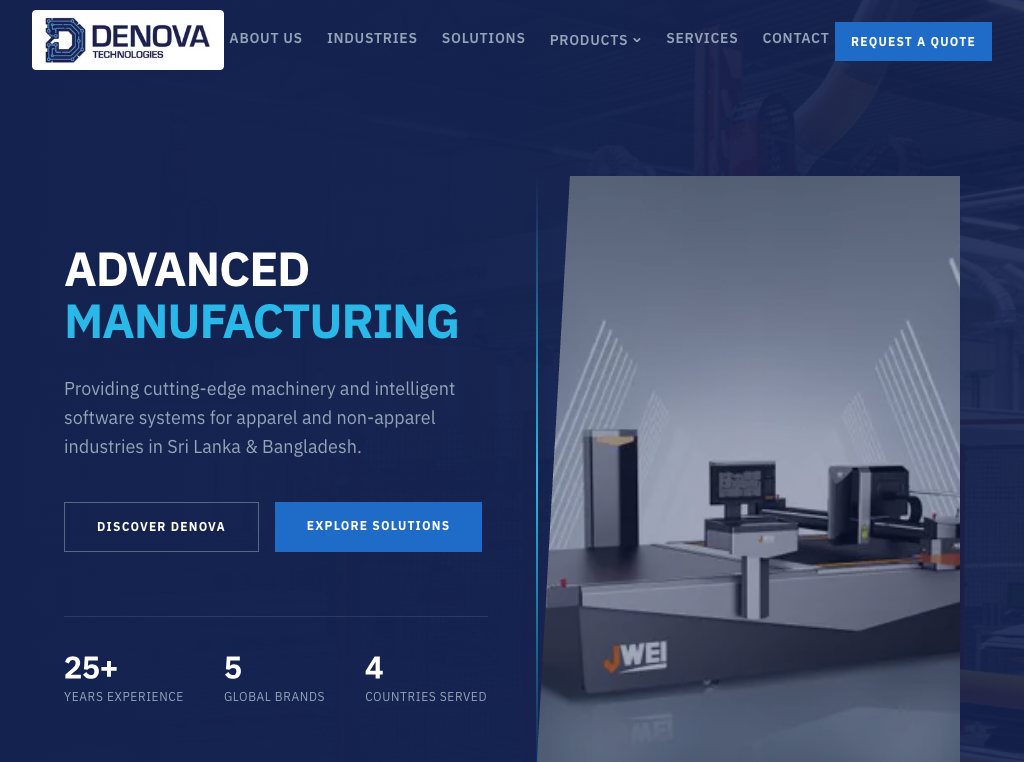 DENOVA
TECHNOLOGIES
ABOUT US
INDUSTRIES
SOLUTIONS
PRODUCTS
SERVICES
CONTACT
REQUEST A QUOTE
ADVANCED
MANUFACTURING
Providing cutting-edge machinery and intelligent
software systems for apparel and non-apparel
industries in Sri Lanka & Bangladesh.
DISCOVER DENOVA
EXPLORE SOLUTIONS
25+
YEARS EXPERIENCE
5
GLOBAL BRANDS
4
COUNTRIES SERVED
JWEI